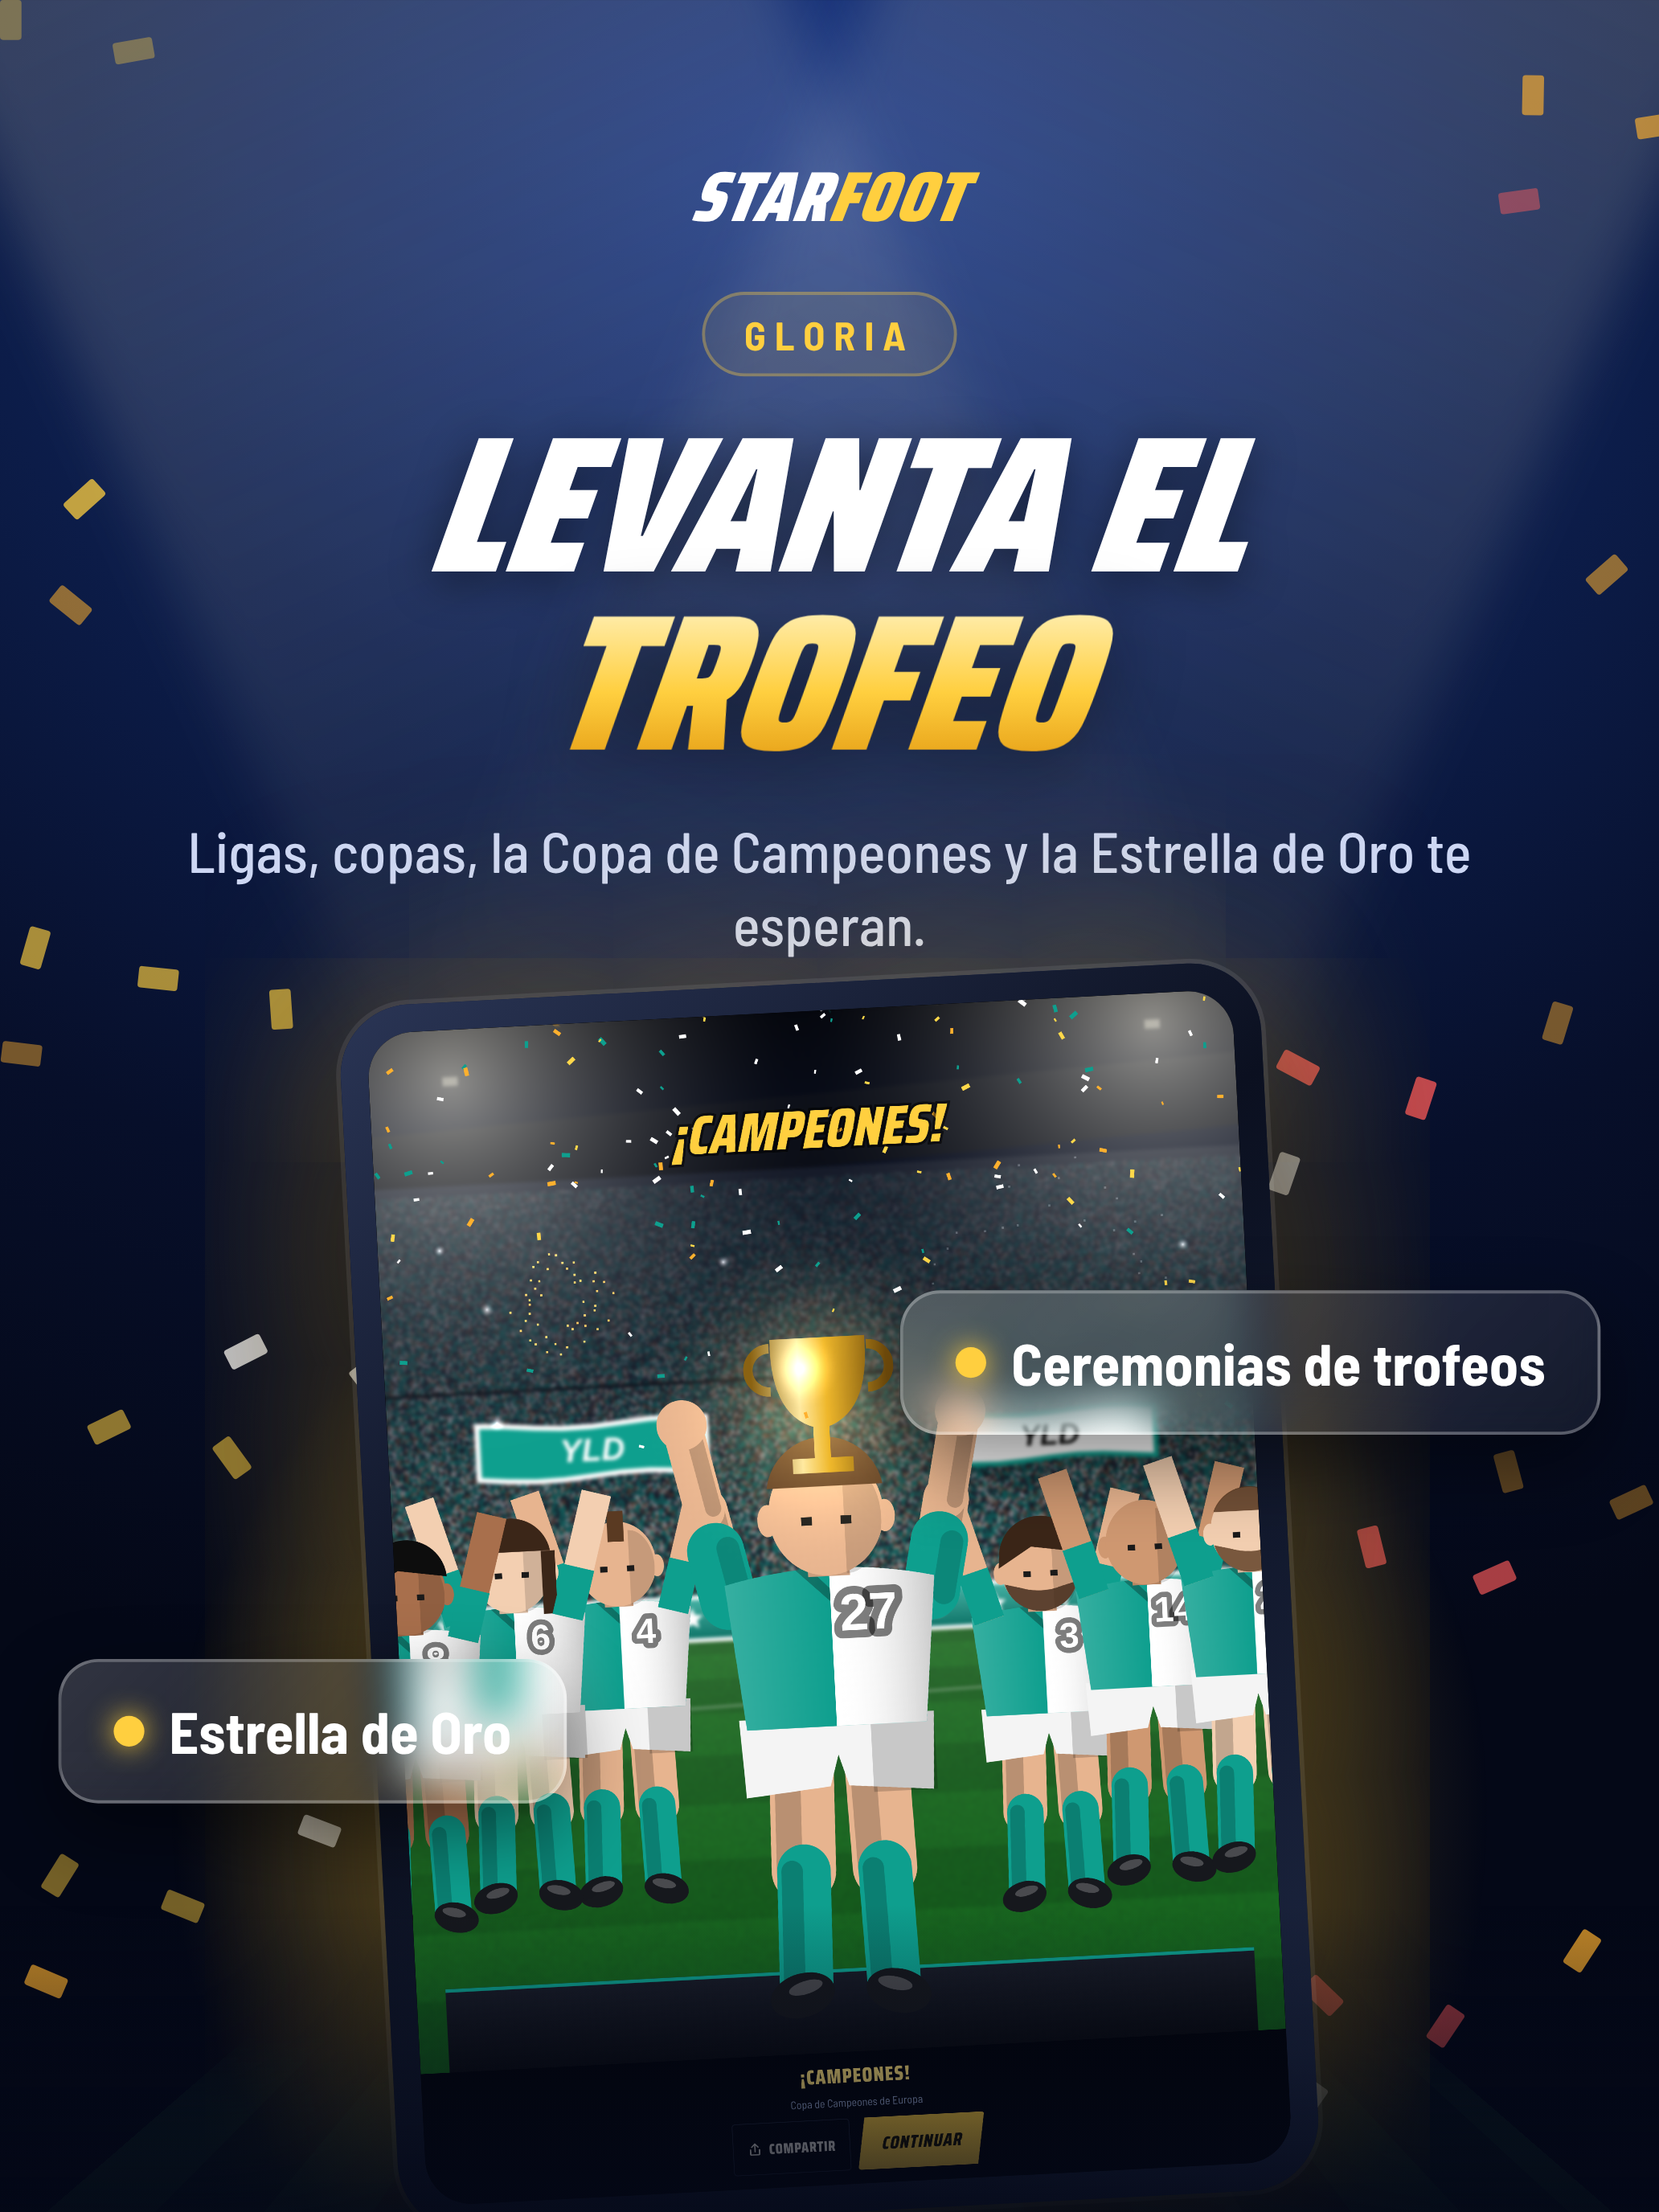 STARFOOT
GLORIA
LEVANTA EL
TROFEO
Ligas, copas, la Copa de Campeones y la Estrella de Oro te
esperan.
¡CAMPEONES!
Ceremonias de trofeos
YLD
YLD
27
6
4
3
14
Estrella de Oro
¡CAMPEONES!
Copa de Campeones de Europa
COMPARTIR
CONTINUAR